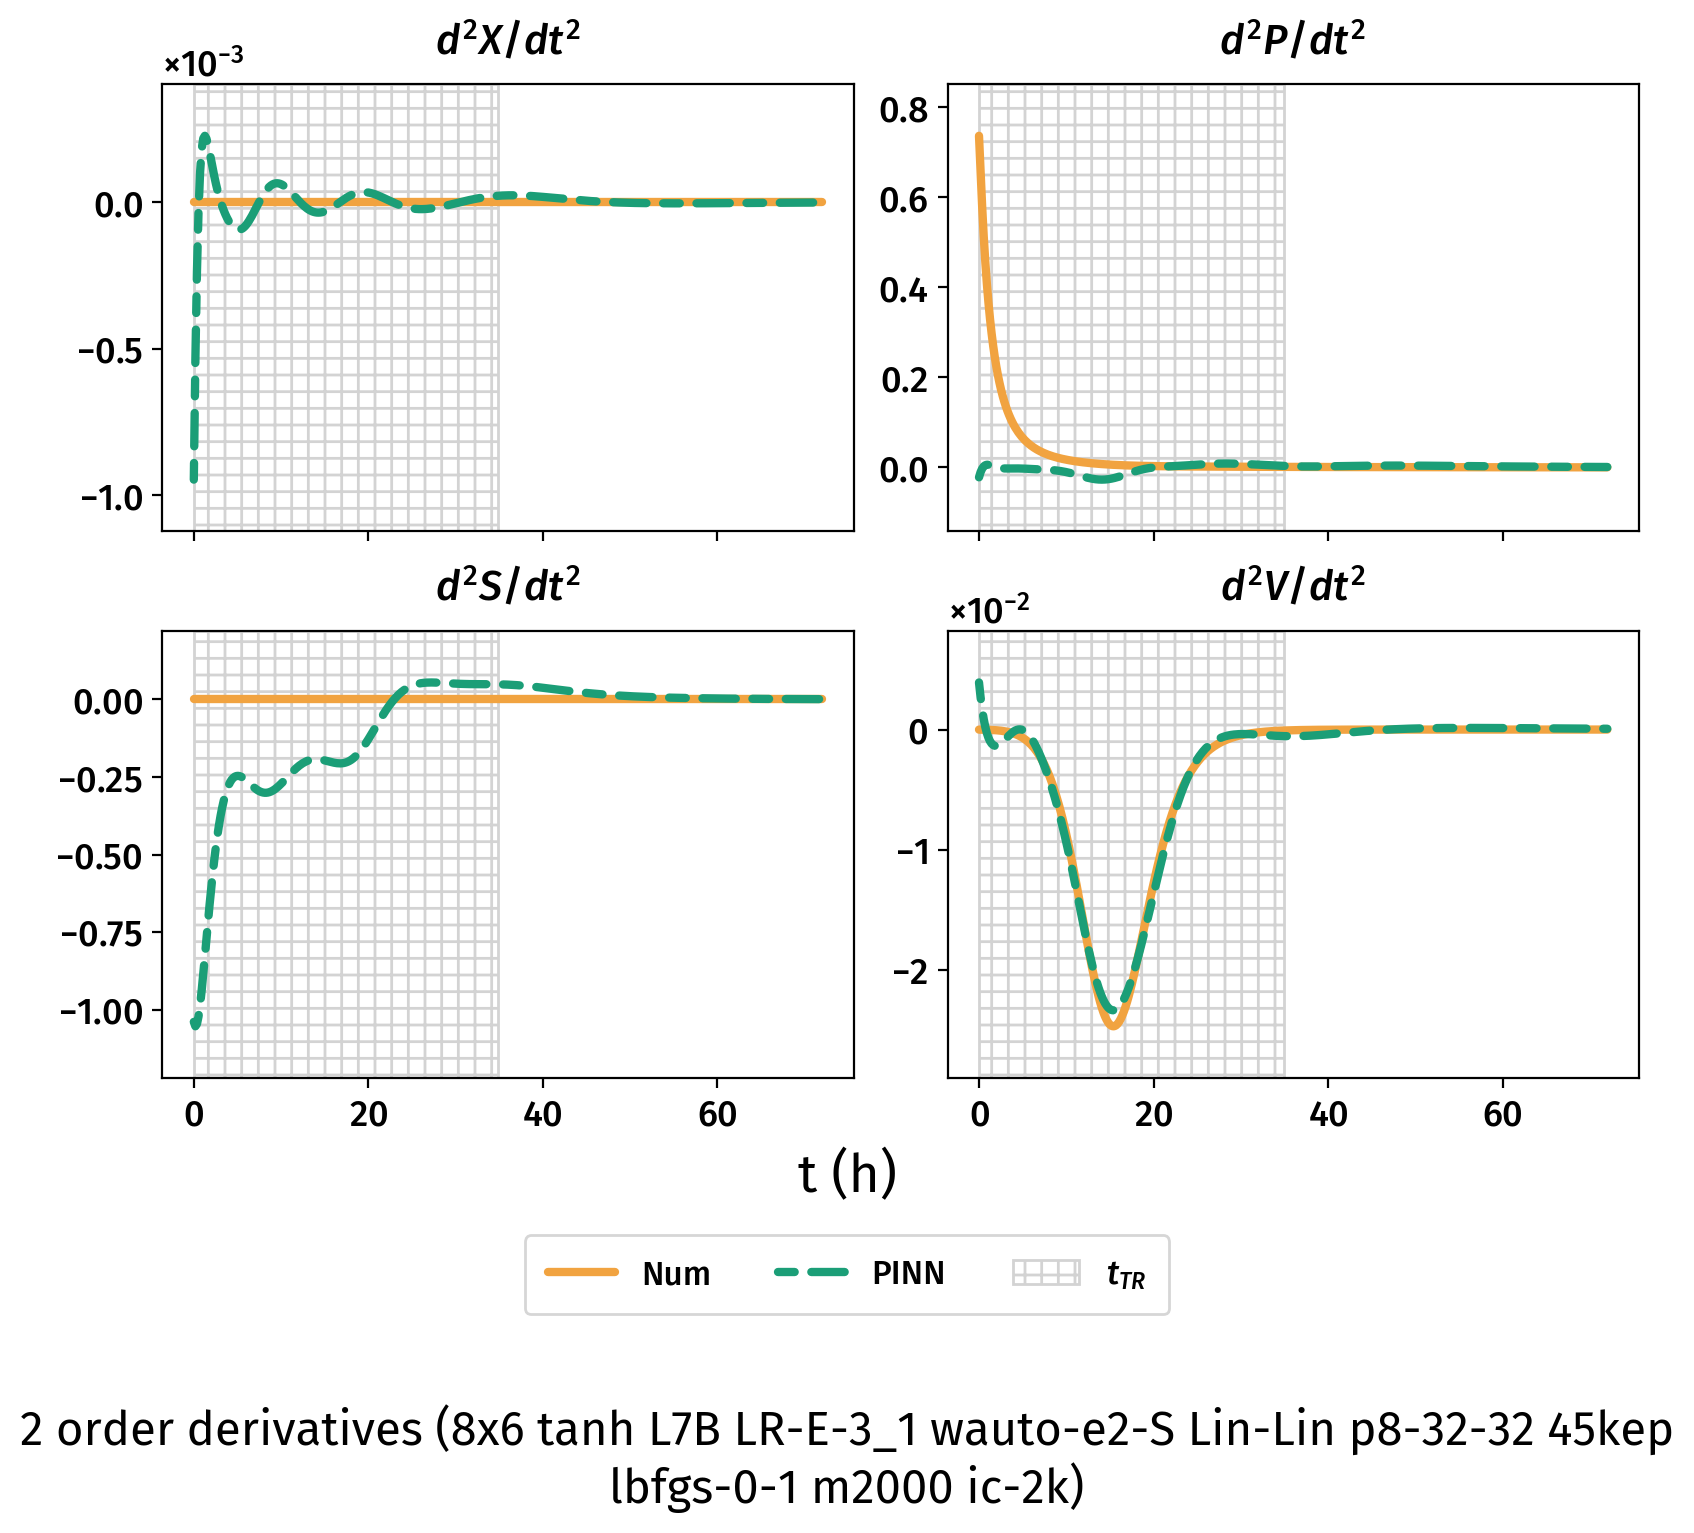 d²X/dt²
×10⁻³
0.0
−0.5
−1.0
d²P/dt²
0.8
0.6
0.4
0.2
0.0
d²S/dt²
0.00
−0.25
−0.50
−0.75
−1.00
0 20 40 60
d²V/dt²
×10⁻²
0
−1
−2
0 20 40 60
t (h)
Num PINN t_TR
2 order derivatives (8x6 tanh L7B LR-E-3_1 wauto-e2-S Lin-Lin p8-32-32 45kep
lbfgs-0-1 m2000 ic-2k)